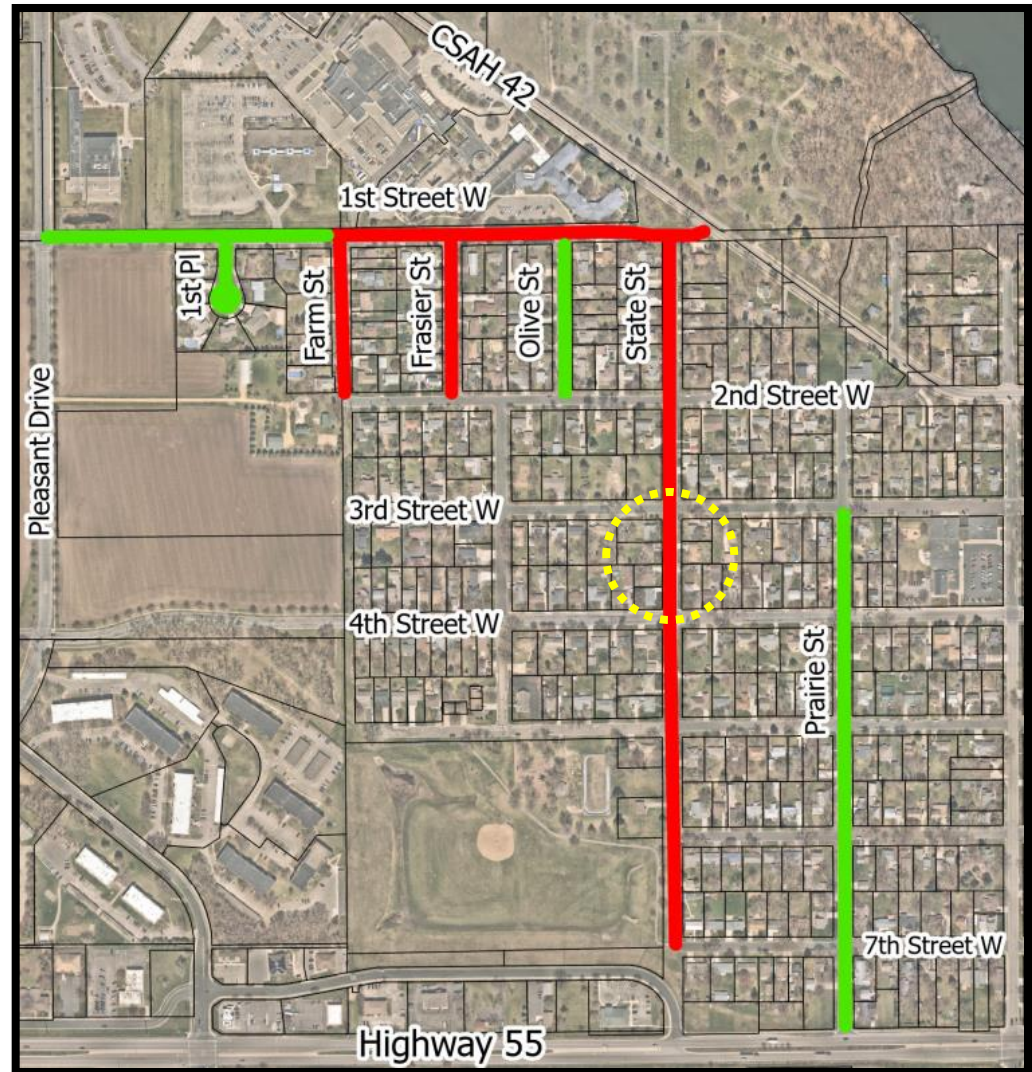 CSAH 42
1st Street W
1st Pl
Farm St
Frasier St
Olive St
State St
2nd Street W
Pleasant Drive
3rd Street W
4th Street W
Prairie St
7th Street W
Highway 55